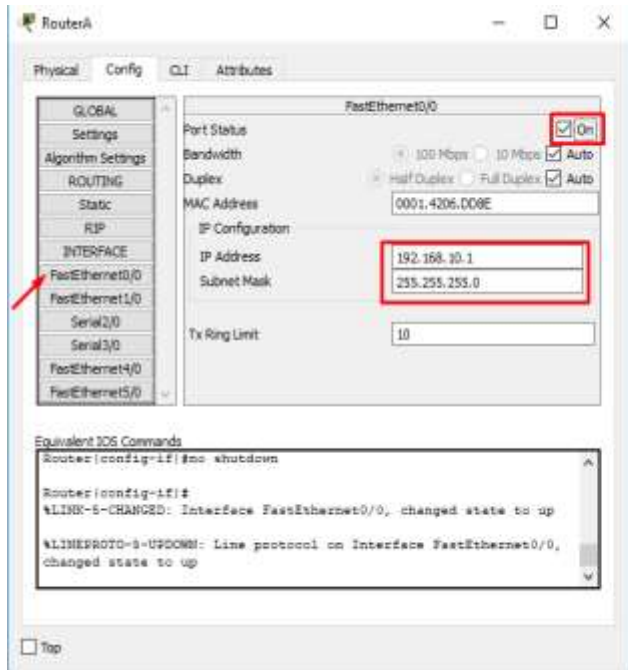 RouterA
Physical Config CLI Attributes
GLOBAL
Settings
Algorithm Settings
ROUTING
Static
RIP
INTERFACE
FastEthernet0/0
FastEthernet1/0
Serial2/0
Serial3/0
FastEthernet4/0
FastEthernet5/0
FastEthernet0/0
Port Status On
Bandwidth 100 Mbps 10 Mbps Auto
Duplex Half Duplex Full Duplex Auto
MAC Address 0001.4206.DD8E
IP Configuration
IP Address 192.168.10.1
Subnet Mask 255.255.255.0
Tx Ring Limit 10
Equivalent IOS Commands
Router(config-if)#no shutdown
Router(config-if)#
%LINK-5-CHANGED: Interface FastEthernet0/0, changed state to up
%LINEPROTO-5-UPDOWN: Line protocol on Interface FastEthernet0/0,
changed state to up
Top